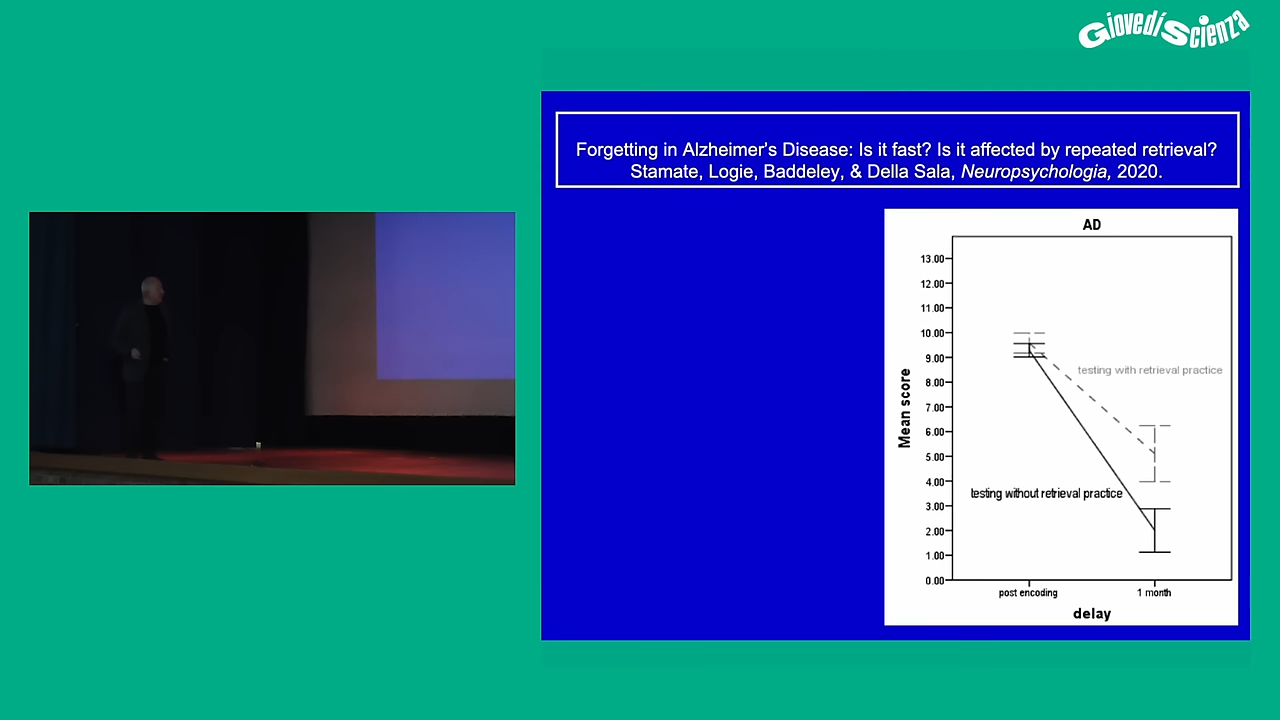 GiovedìScienza
Forgetting in Alzheimer's Disease: Is it fast? Is it affected by repeated retrieval?
Stamate, Logie, Baddeley, & Della Sala, Neuropsychologia, 2020.
AD
13.00
12.00
11.00
10.00
9.00
8.00
7.00
6.00
5.00
4.00
3.00
2.00
1.00
0.00
Mean score
testing with retrieval practice
testing without retrieval practice
post encoding
1 month
delay